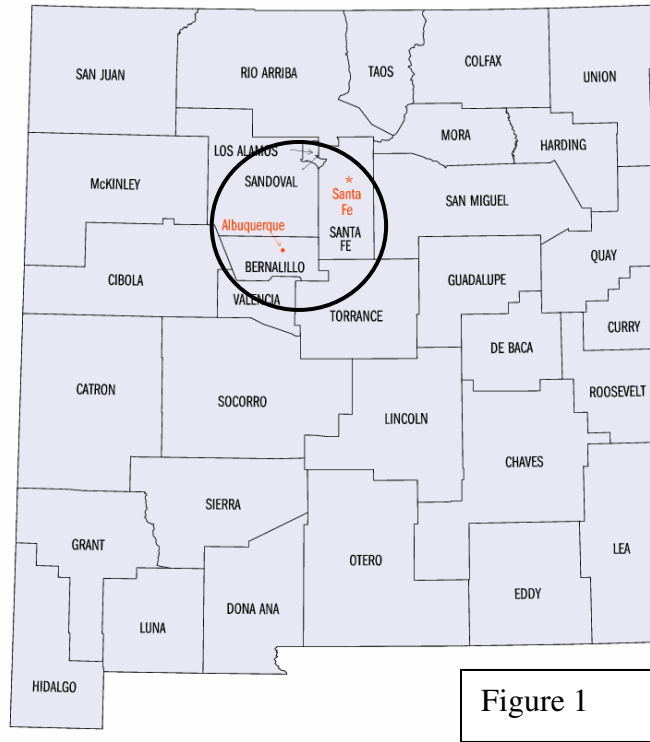 SAN JUAN
RIO ARRIBA
TAOS
COLFAX
UNION
MORA
HARDING
LOS ALAMOS
McKINLEY
SANDOVAL
*
Santa
Fe
SAN MIGUEL
Albuquerque
SANTA
FE
QUAY
BERNALILLO
CIBOLA
GUADALUPE
VALENCIA
TORRANCE
CURRY
DE BACA
CATRON
SOCORRO
ROOSEVELT
LINCOLN
CHAVES
SIERRA
GRANT
OTERO
LEA
EDDY
DONA ANA
LUNA
HIDALGO
Figure 1